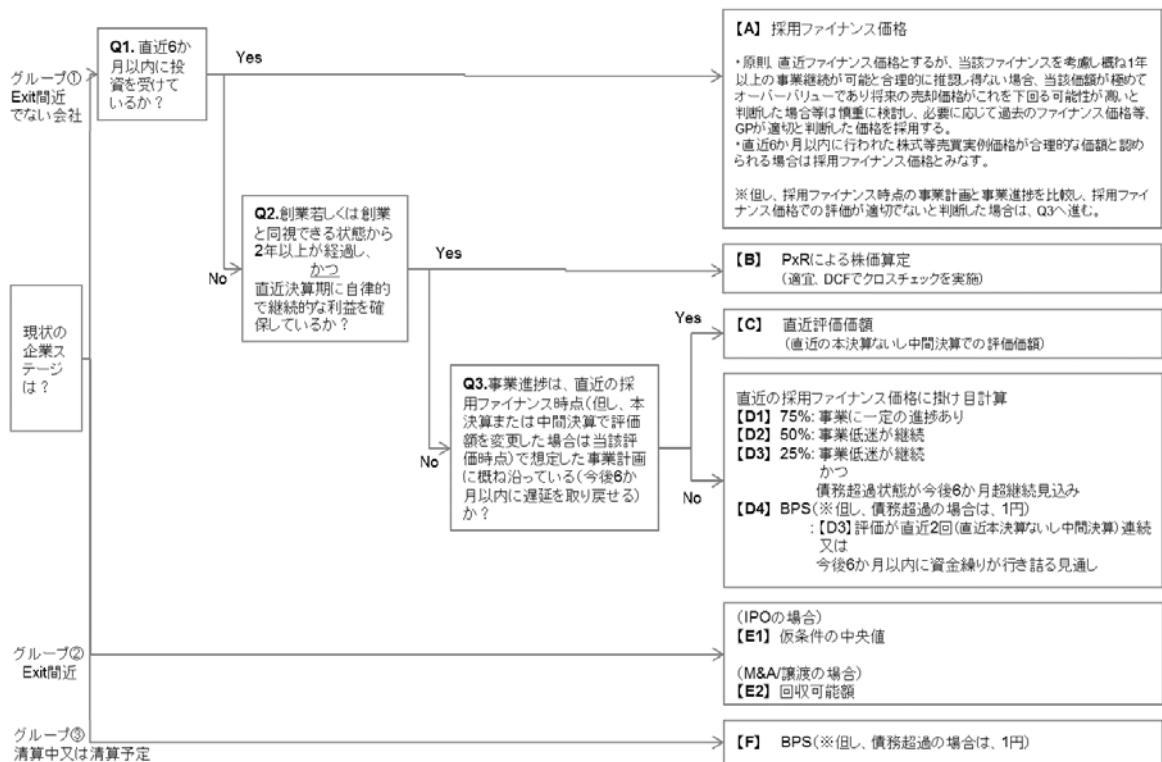 現状の
企業ス
テージ
は？
グループ①
Exit間近
でない会社
Q1. 直近6か
月以内に投
資を受けて
いるか？
Yes
No
【A】 採用ファイナンス価格
・原則、直近ファイナンス価格とするが、当該ファイナンスを考慮し概ね1年
以上の事業継続が可能と合理的に推認し得ない場合、当該価額が極めて
オーバーバリューであり将来の売却価格がこれを下回る可能性が高いと
判断した場合等は慎重に検討し、必要に応じて過去のファイナンス価格等、
GPが適切と判断した価格を採用する。
・直近6か月以内に行われた株式等売買実例価格が合理的な価額と認め
られる場合は採用ファイナンス価格とみなす。
※但し、採用ファイナンス時点の事業計画と事業進捗を比較し、採用ファイ
ナンス価格での評価が適切でないと判断した場合は、Q3へ進む。
Q2.創業若しくは創業
と同視できる状態から
2年以上が経過し、
かつ
直近決算期に自律的
で継続的な利益を確
保しているか？
Yes
No
【B】 PxRによる株価算定
（適宜、DCFでクロスチェックを実施）
Q3.事業進捗は、直近の採
用ファイナンス時点（但し、本
決算または中間決算で評価
額を変更した場合は当該評
価時点）で想定した事業計画
に概ね沿っている（今後6か
月以内に遅延を取り戻せる）
か？
Yes
No
【C】 直近評価価額
（直近の本決算ないし中間決算での評価価額）
直近の採用ファイナンス価格に掛け目計算
【D1】 75%: 事業に一定の進捗あり
【D2】 50%: 事業低迷が継続
【D3】 25%: 事業低迷が継続
かつ
債務超過状態が今後6か月超継続見込み
【D4】 BPS（※但し、債務超過の場合は、1円）
：【D3】評価が直近2回（直近本決算ないし中間決算）連続
又は
今後6か月以内に資金繰りが行き詰る見通し
グループ②
Exit間近
（IPOの場合）
【E1】 仮条件の中央値
（M&A/譲渡の場合）
【E2】 回収可能額
グループ③
清算中又は清算予定
【F】 BPS（※但し、債務超過の場合は、1円）